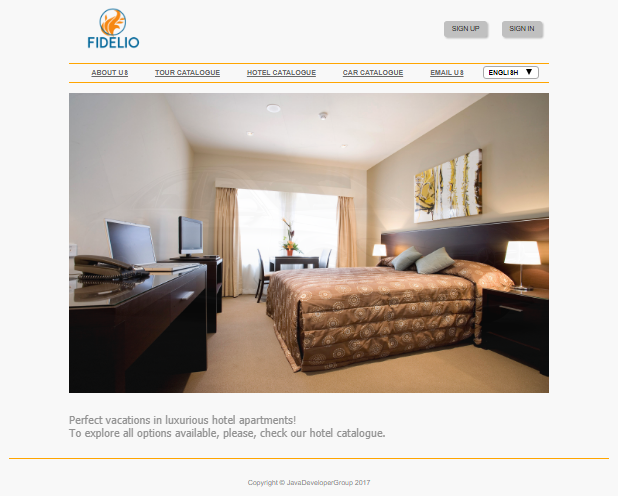 FIDELIO
SIGN UP SIGN IN
ABOUT US TOUR CATALOGUE HOTEL CATALOGUE CAR CATALOGUE EMAIL US ENGLISH ▼
Perfect vacations in luxurious hotel apartments!
To explore all options available, please, check our hotel catalogue.
Copyright © JavaDeveloperGroup 2017